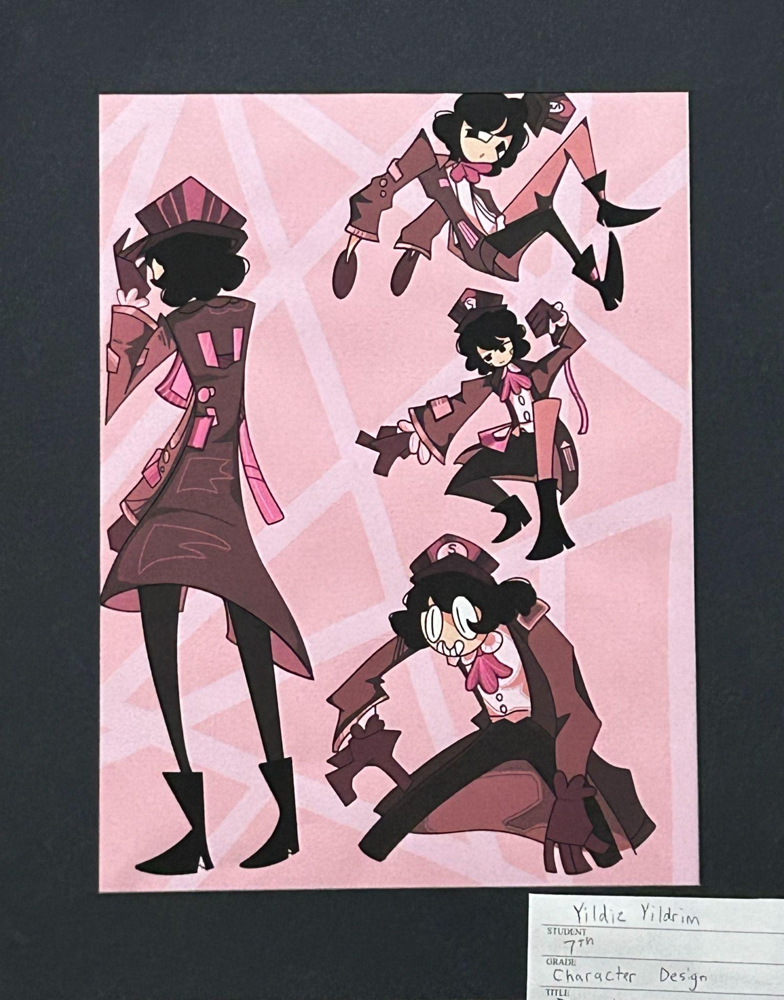 S
S
Yildiz Yildrim
STUDENT
7th
GRADE
Character Design
TITLE